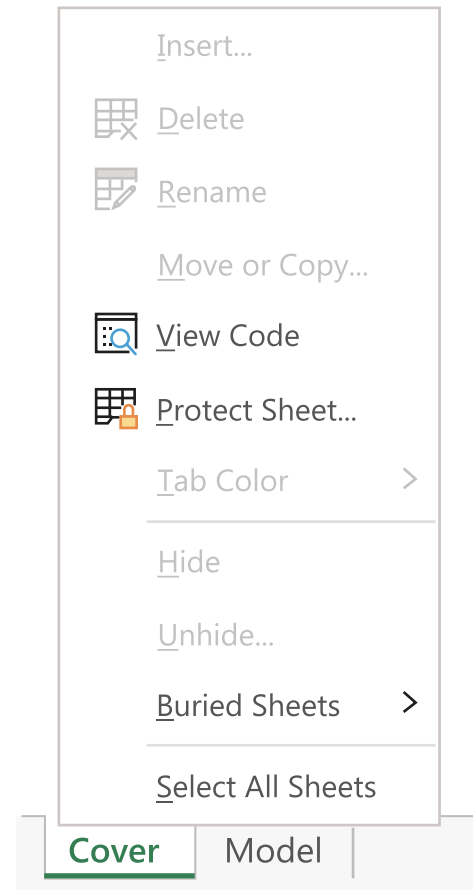 Insert...
Delete
Rename
Move or Copy...
View Code
Protect Sheet...
Tab Color
Hide
Unhide...
Buried Sheets
Select All Sheets
Cover Model